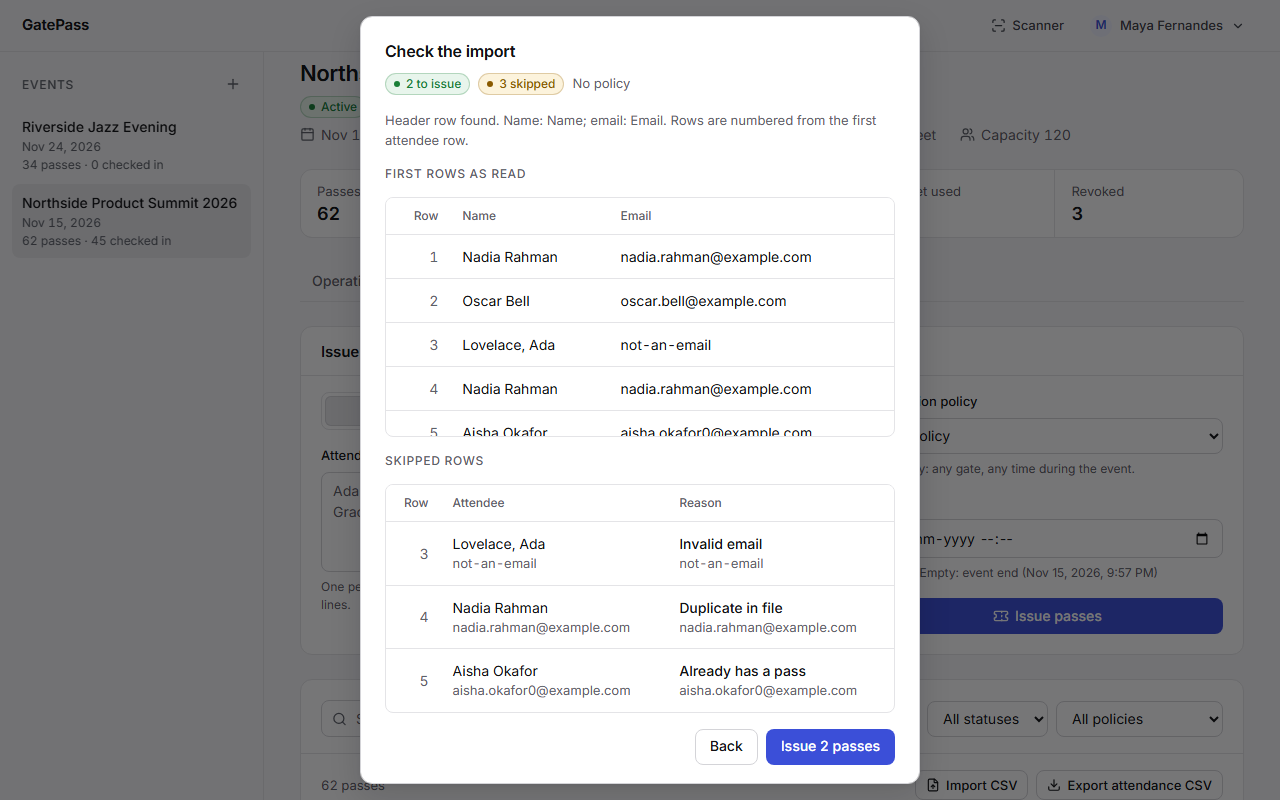 GatePass
Scanner
M
Maya Fernandes
EVENTS
Riverside Jazz Evening
Nov 24, 2026
34 passes · 0 checked in
Northside Product Summit 2026
Nov 15, 2026
62 passes · 45 checked in
North
Active
Nov 1
eet
Capacity 120
Passes
62
et used
Revoked
3
Operati
Issue
Attend
Ada
Grac
One pe
lines.
on policy
olicy
y: any gate, any time during the event.
mm-yyyy --:--
Empty: event end (Nov 15, 2026, 9:57 PM)
Issue passes
All statuses
All policies
62 passes
Import CSV
Export attendance CSV
Check the import
2 to issue
3 skipped
No policy
Header row found. Name: Name; email: Email. Rows are numbered from the first
attendee row.
FIRST ROWS AS READ
Row Name Email
1 Nadia Rahman nadia.rahman@example.com
2 Oscar Bell oscar.bell@example.com
3 Lovelace, Ada not-an-email
4 Nadia Rahman nadia.rahman@example.com
5 Aisha Okafor aisha.okafor0@example.com
SKIPPED ROWS
Row Attendee Reason
3 Lovelace, Ada Invalid email
not-an-email not-an-email
4 Nadia Rahman Duplicate in file
nadia.rahman@example.com nadia.rahman@example.com
5 Aisha Okafor Already has a pass
aisha.okafor0@example.com aisha.okafor0@example.com
Back
Issue 2 passes